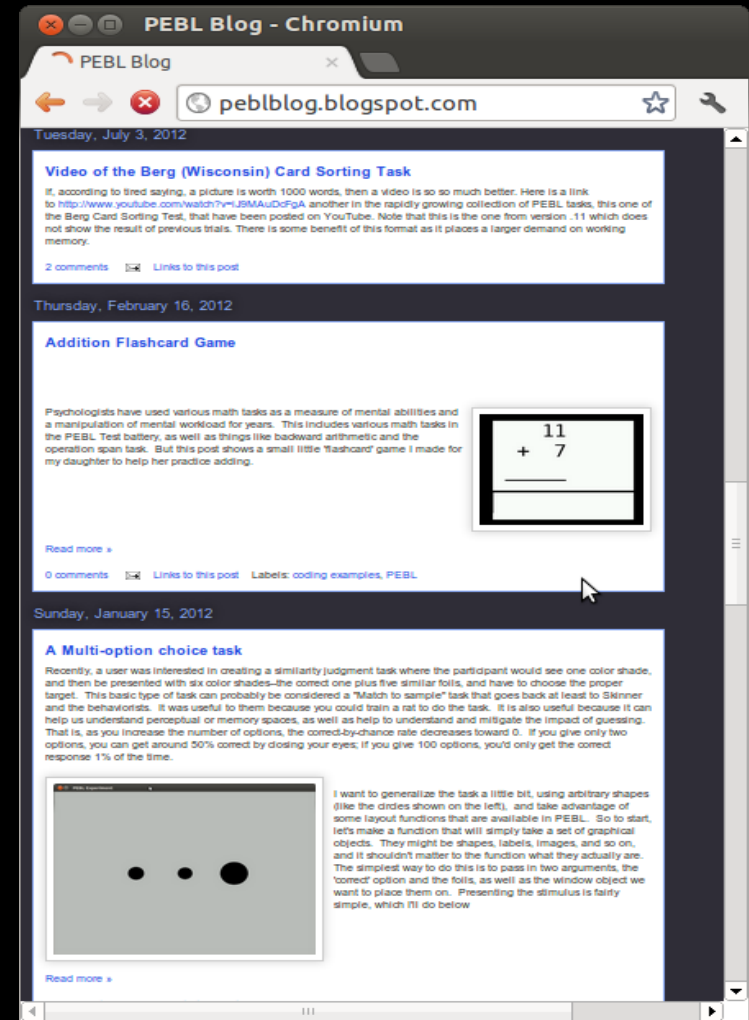 PEBL Blog - Chromium
PEBL Blog
peblblog.blogspot.com
Tuesday, July 3, 2012
Video of the Berg (Wisconsin) Card Sorting Task
If, according to tired saying, a picture is worth 1000 words, then a video is so so much better. Here is a link
to http://www.youtube.com/watch?v=iJ9MAuDcFgA another in the rapidly growing collection of PEBL tasks, this one of
the Berg Card Sorting Test, that have been posted on YouTube. Note that this is the one from version .11 which does
not show the result of previous trials. There is some benefit of this format as it places a larger demand on working
memory.
2 comments Links to this post
Thursday, February 16, 2012
Addition Flashcard Game
Psychologists have used various math tasks as a measure of mental abilities and
a manipulation of mental workload for years. This includes various math tasks in
the PEBL Test battery, as well as things like backward arithmetic and the
operation span task. But this post shows a small little 'flashcard' game I made for
my daughter to help her practice adding.
11
+ 7
Read more »
0 comments Links to this post Labels: coding examples, PEBL
Sunday, January 15, 2012
A Multi-option choice task
Recently, a user was interested in creating a similarity judgment task where the participant would see one color shade,
and then be presented with six color shades--the correct one plus five similar foils, and have to choose the proper
target. This basic type of task can probably be considered a "Match to sample" task that goes back at least to Skinner
and the behaviorists. It was useful to them because you could train a rat to do the task. It is also useful because it can
help us understand perceptual or memory spaces, as well as help to understand and mitigate the impact of guessing.
That is, as you increase the number of options, the correct-by-chance rate decreases toward 0. If you give only two
options, you can get around 50% correct by closing your eyes; if you give 100 options, you'd only get the correct
response 1% of the time.
PEBL Experiment
I want to generalize the task a little bit, using arbitrary shapes
(like the circles shown on the left), and take advantage of
some layout functions that are available in PEBL. So to start,
let's make a function that will simply take a set of graphical
objects. They might be shapes, labels, images, and so on,
and it shouldn't matter to the function what they actually are.
The simplest way to do this is to pass in two arguments, the
'correct' option and the foils, as well as the window object we
want to place them on. Presenting the stimulus is fairly
simple, which I'll do below
Read more »